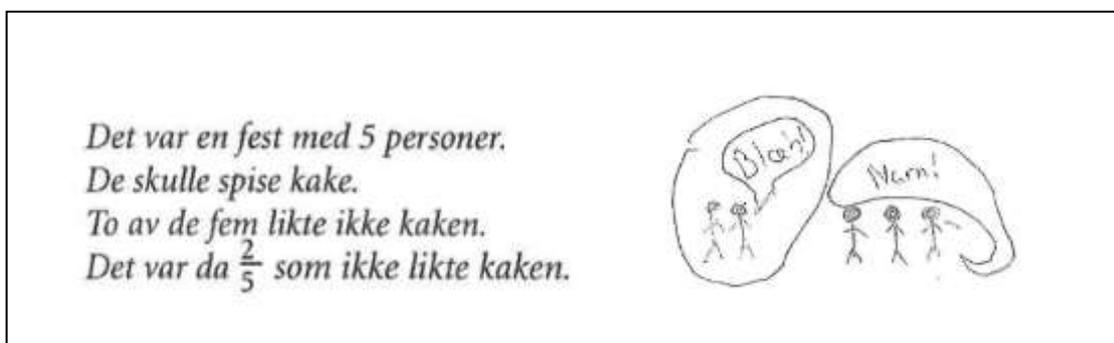 Det var en fest med 5 personer.
De skulle spise kake.
To av de fem likte ikke kaken.
Det var da 2/5 som ikke likte kaken.
Blæh!
Nam!